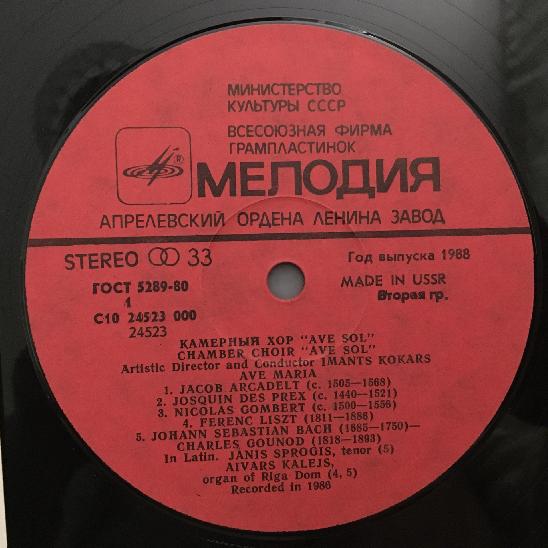 МИНИСТЕРСТВО
КУЛЬТУРЫ СССР
ВСЕСОЮЗНАЯ ФИРМА
ГРАМПЛАСТИНОК
®
МЕЛОДИЯ
АПРЕЛЕВСКИЙ ОРДЕНА ЛЕНИНА ЗАВОД
STEREO 33
Год выпуска 1988
ГОСТ 5289-80
MADE IN USSR
1
Вторая гр.
С10 24523 000
24523
КАМЕРНЫЙ ХОР "AVE SOL"
CHAMBER CHOIR "AVE SOL"
Artistic Director and Conductor IMANTS KOKARS
AVE MARIA
1. JACOB ARCADELT (c. 1505—1568)
2. JOSQUIN DES PREX (c. 1440—1521)
3. NICOLAS GOMBERT (c. 1500—1556)
4. FERENC LISZT (1811—1886)
5. JOHANN SEBASTIAN BACH (1685—1750)—
CHARLES GOUNOD (1818—1893)
In Latin. JĀNIS SPROĢIS, tenor (5)
AIVARS KALEJS,
organ of Riga Dom (4, 5)
Recorded in 1986